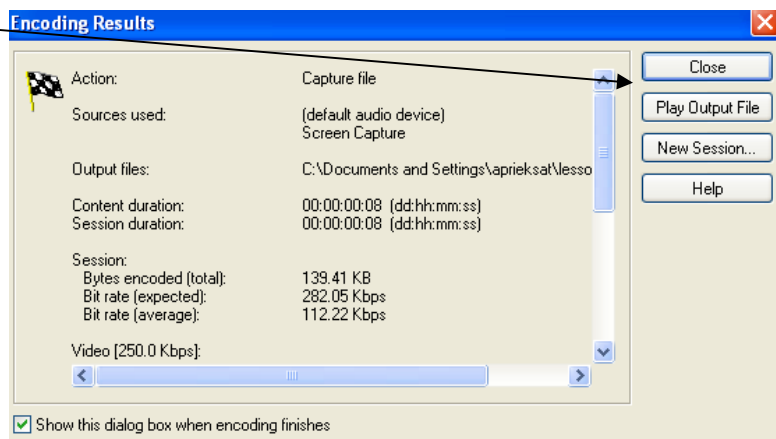 Encoding Results
Action: Capture file
Sources used: (default audio device)
Screen Capture
Output files: C:\Documents and Settings\aprieksat\lesso
Content duration: 00:00:00:08 (dd:hh:mm:ss)
Session duration: 00:00:00:08 (dd:hh:mm:ss)
Session:
Bytes encoded (total): 139.41 KB
Bit rate (expected): 282.05 Kbps
Bit rate (average): 112.22 Kbps
Video [250.0 Kbps]:
Close
Play Output File
New Session...
Help
Show this dialog box when encoding finishes